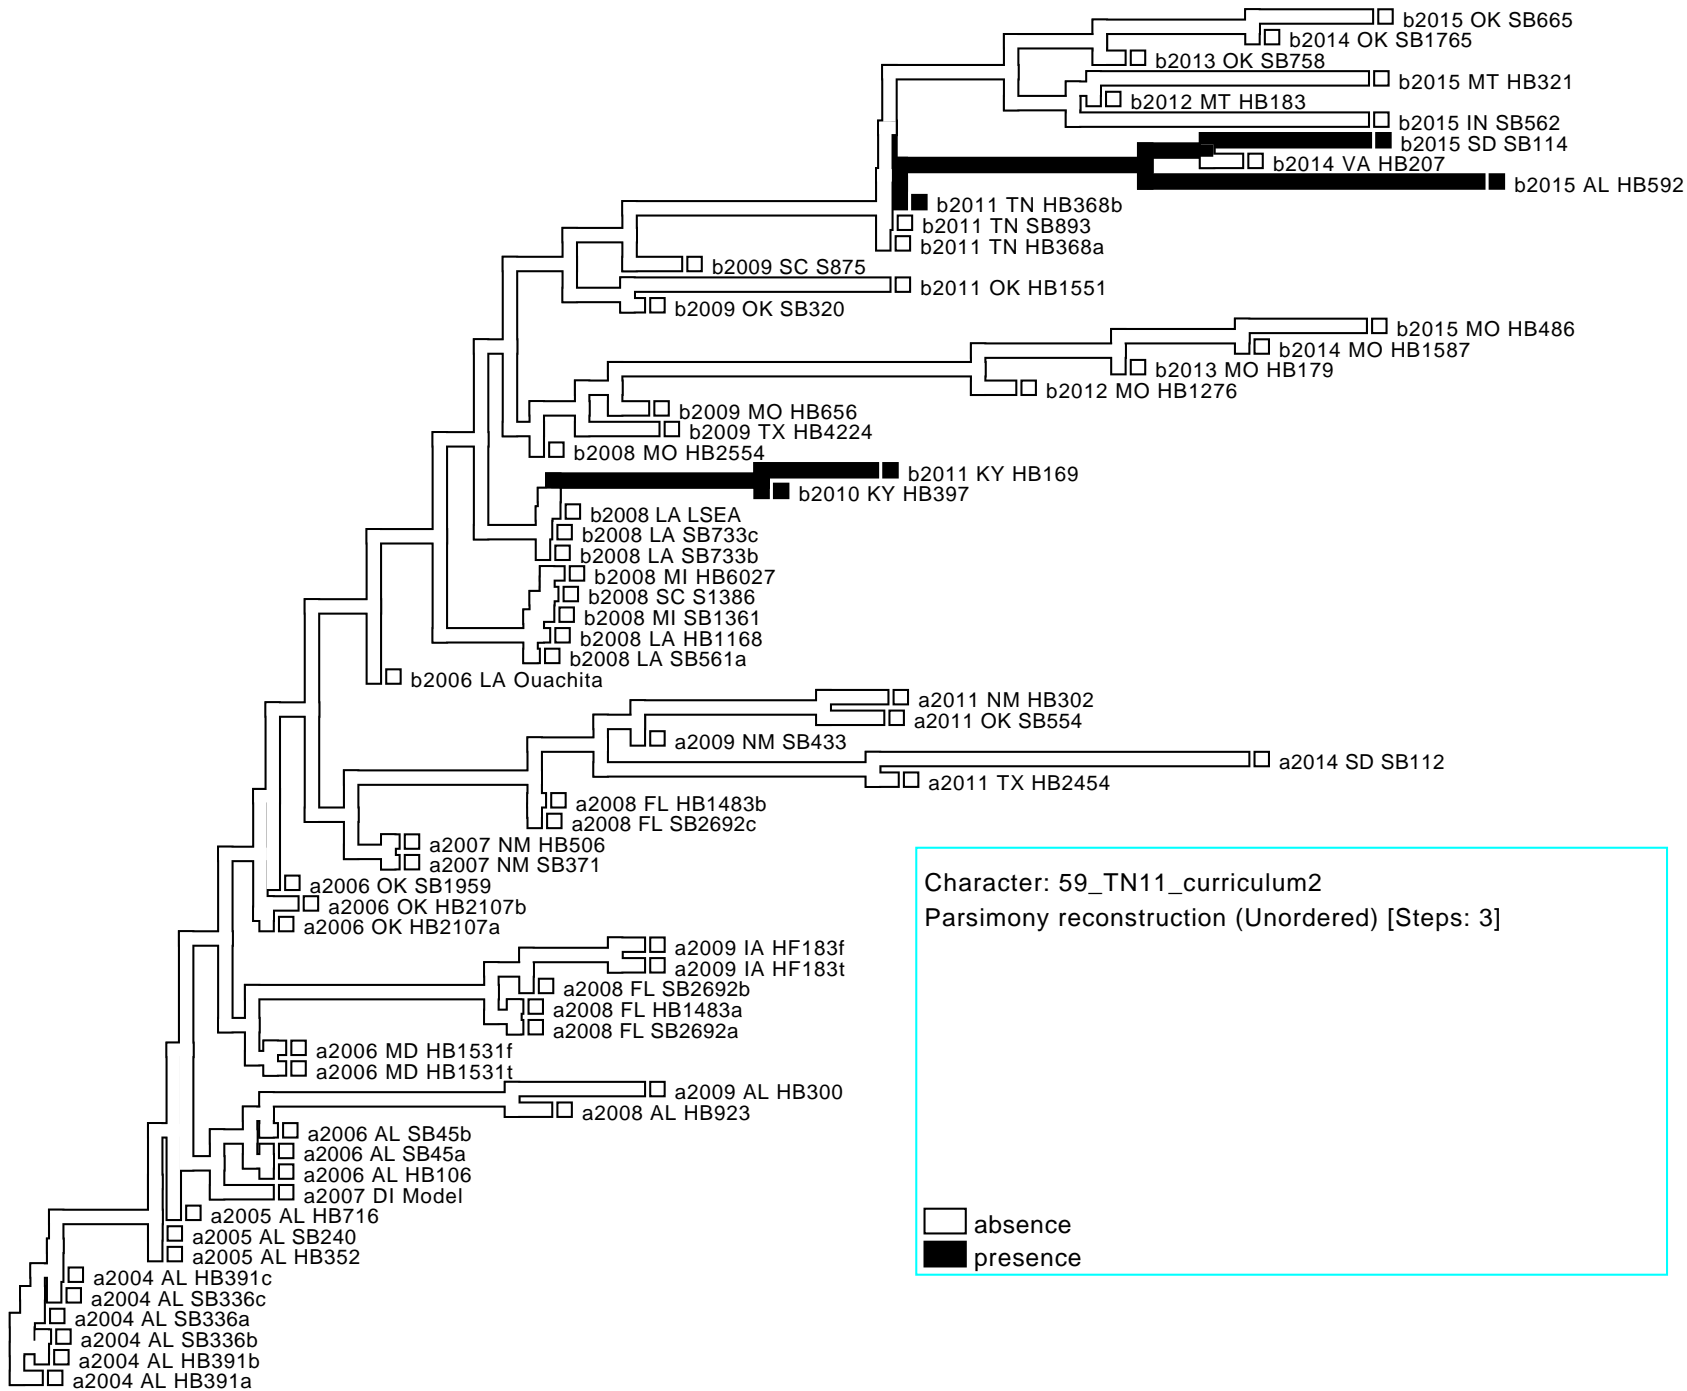 b2015 OK SB665
b2014 OK SB1765
b2013 OK SB758
b2015 MT HB321
b2012 MT HB183
b2015 IN SB562
b2015 SD SB114
b2014 VA HB207
b2015 AL HB592
b2011 TN HB368b
b2011 TN SB893
b2011 TN HB368a
b2009 SC S875
b2011 OK HB1551
b2009 OK SB320
b2015 MO HB486
b2014 MO HB1587
b2013 MO HB179
b2012 MO HB1276
b2009 MO HB656
b2009 TX HB4224
b2008 MO HB2554
b2011 KY HB169
b2010 KY HB397
b2008 LA LSEA
b2008 LA SB733c
b2008 LA SB733b
b2008 MI HB6027
b2008 SC S1386
b2008 MI SB1361
b2008 LA HB1168
b2008 LA SB561a
b2006 LA Ouachita
a2011 NM HB302
a2011 OK SB554
a2009 NM SB433
a2014 SD SB112
a2011 TX HB2454
a2008 FL HB1483b
a2008 FL SB2692c
a2007 NM HB506
a2007 NM SB371
a2006 OK SB1959
a2006 OK HB2107b
a2006 OK HB2107a
a2009 IA HF183f
a2009 IA HF183t
a2008 FL SB2692b
a2008 FL HB1483a
a2008 FL SB2692a
a2006 MD HB1531f
a2006 MD HB1531t
a2009 AL HB300
a2008 AL HB923
a2006 AL SB45b
a2006 AL SB45a
a2006 AL HB106
a2007 DI Model
a2005 AL HB716
a2005 AL SB240
a2005 AL HB352
a2004 AL HB391c
a2004 AL SB336c
a2004 AL SB336a
a2004 AL SB336b
a2004 AL HB391b
a2004 AL HB391a
Character: 59_TN11_curriculum2
Parsimony reconstruction (Unordered) [Steps: 3]
absence
presence